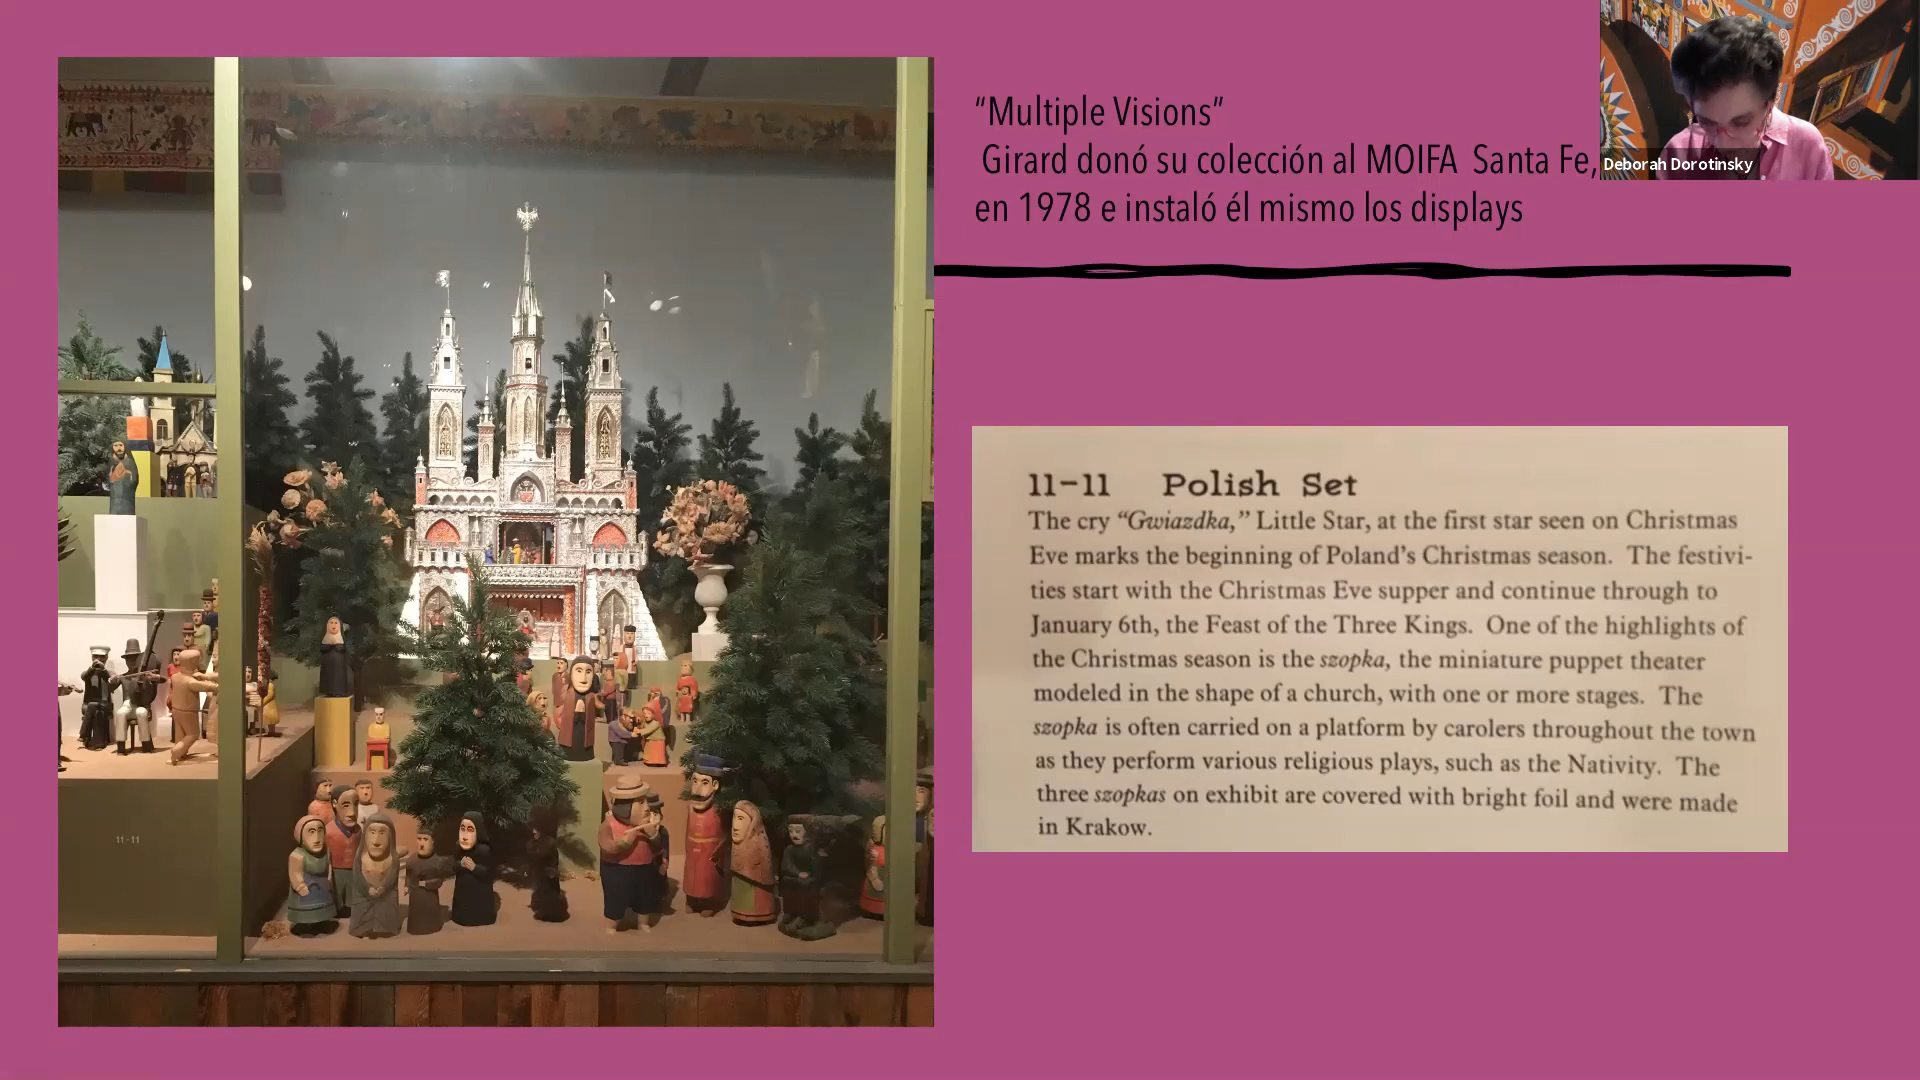 “Multiple Visions”
Girard donó su colección al MOIFA Santa Fe,
en 1978 e instaló él mismo los displays
Deborah Dorotinsky
11-11 Polish Set
The cry “Gwiazdka,” Little Star, at the first star seen on Christmas
Eve marks the beginning of Poland’s Christmas season. The festivi-
ties start with the Christmas Eve supper and continue through to
January 6th, the Feast of the Three Kings. One of the highlights of
the Christmas season is the szopka, the miniature puppet theater
modeled in the shape of a church, with one or more stages. The
szopka is often carried on a platform by carolers throughout the town
as they perform various religious plays, such as the Nativity. The
three szopkas on exhibit are covered with bright foil and were made
in Krakow.
11-11